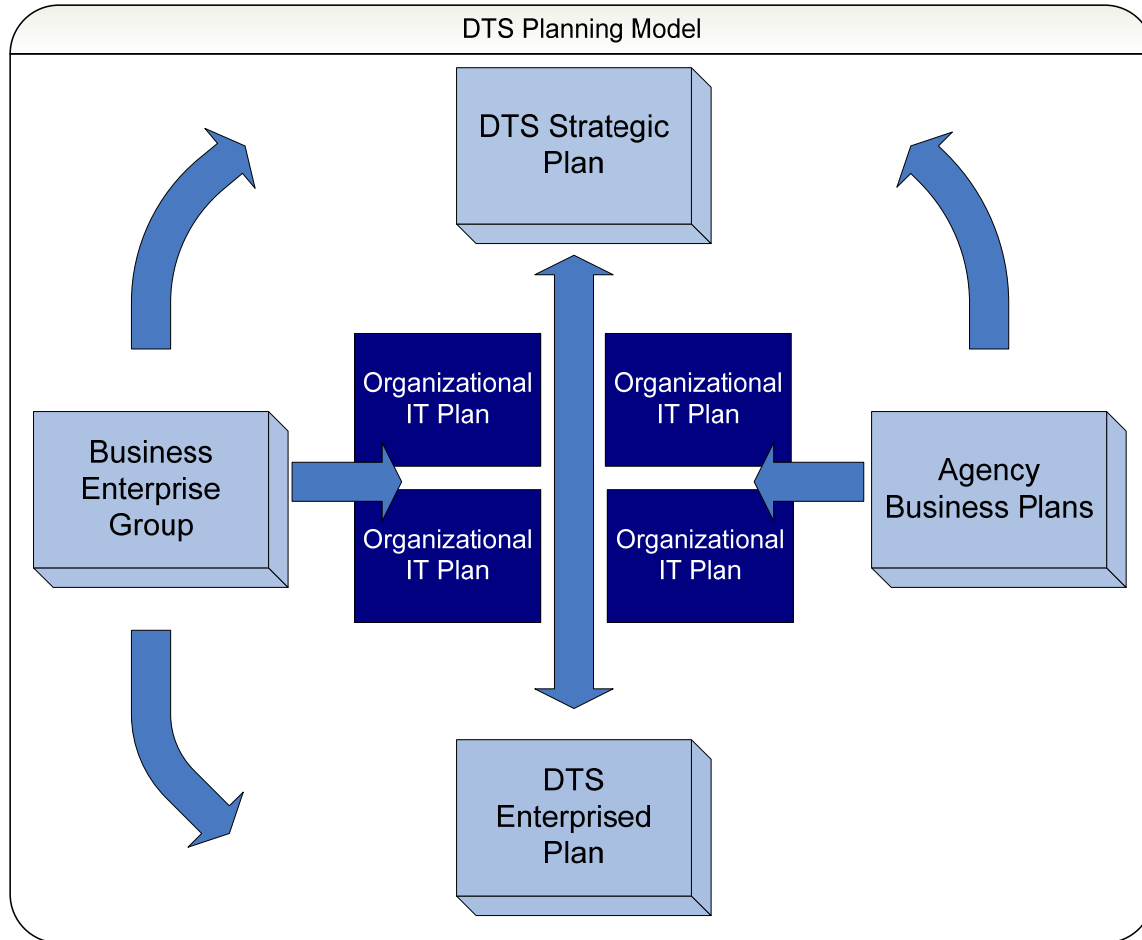 DTS Planning Model
DTS Strategic
Plan
Organizational
IT Plan
Organizational
IT Plan
Business
Enterprise
Group
Agency
Business Plans
Organizational
IT Plan
Organizational
IT Plan
DTS
Enterprised
Plan